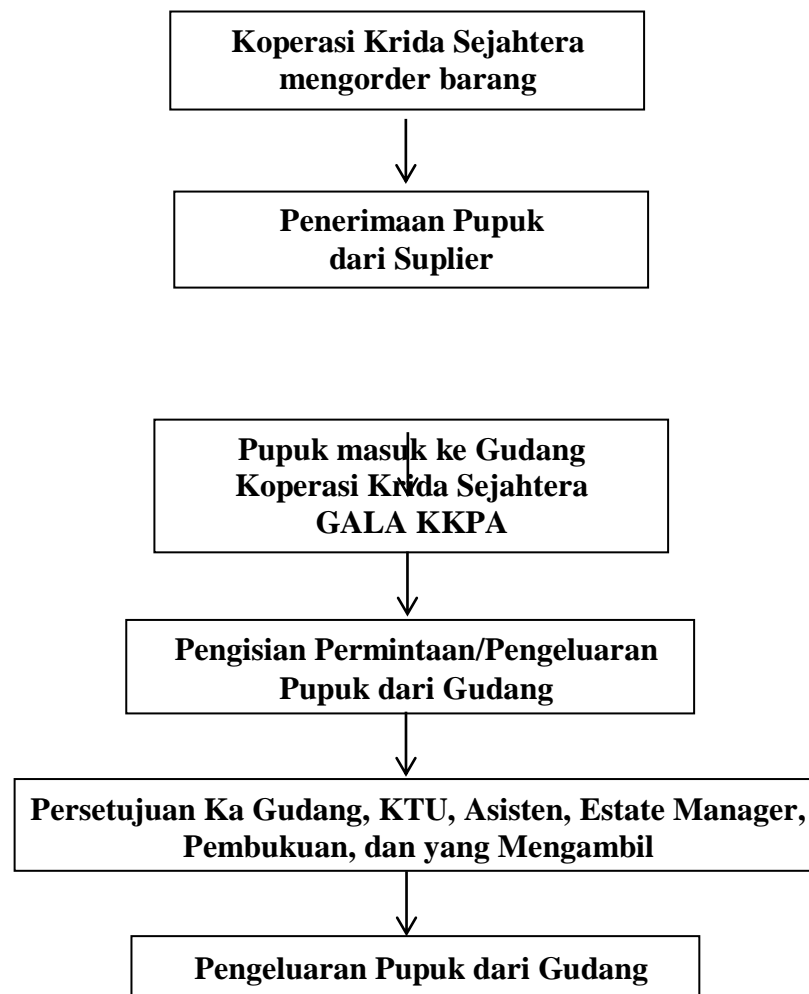 Koperasi Krida Sejahtera
mengorder barang
Penerimaan Pupuk
dari Suplier
Pupuk masuk ke Gudang
Koperasi Krida Sejahtera
GALA KKPA
Pengisian Permintaan/Pengeluaran
Pupuk dari Gudang
Persetujuan Ka Gudang, KTU, Asisten, Estate Manager,
Pembukuan, dan yang Mengambil
Pengeluaran Pupuk dari Gudang